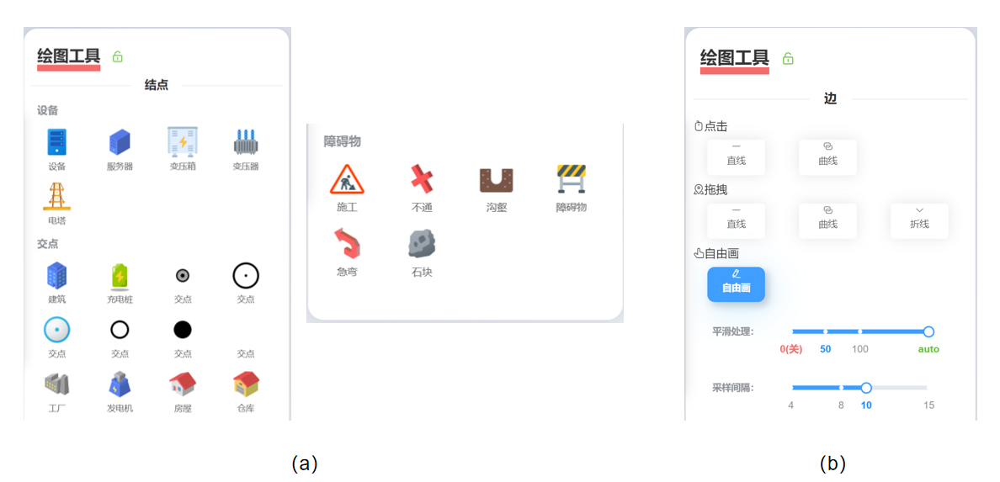 绘图工具
结点
设备
设备 服务器 变压箱 变压器
电塔
交点
建筑 充电桩 交点 交点
交点 交点 交点 交点
工厂 发电机 房屋 仓库
障碍物
施工 不通 沟壑 障碍物
急弯 石块
(a)
绘图工具
边
点击
直线 曲线
拖拽
直线 曲线 折线
自由画
自由画
平滑处理:
0(关) 50 100 auto
采样间隔:
4 8 10 15
(b)